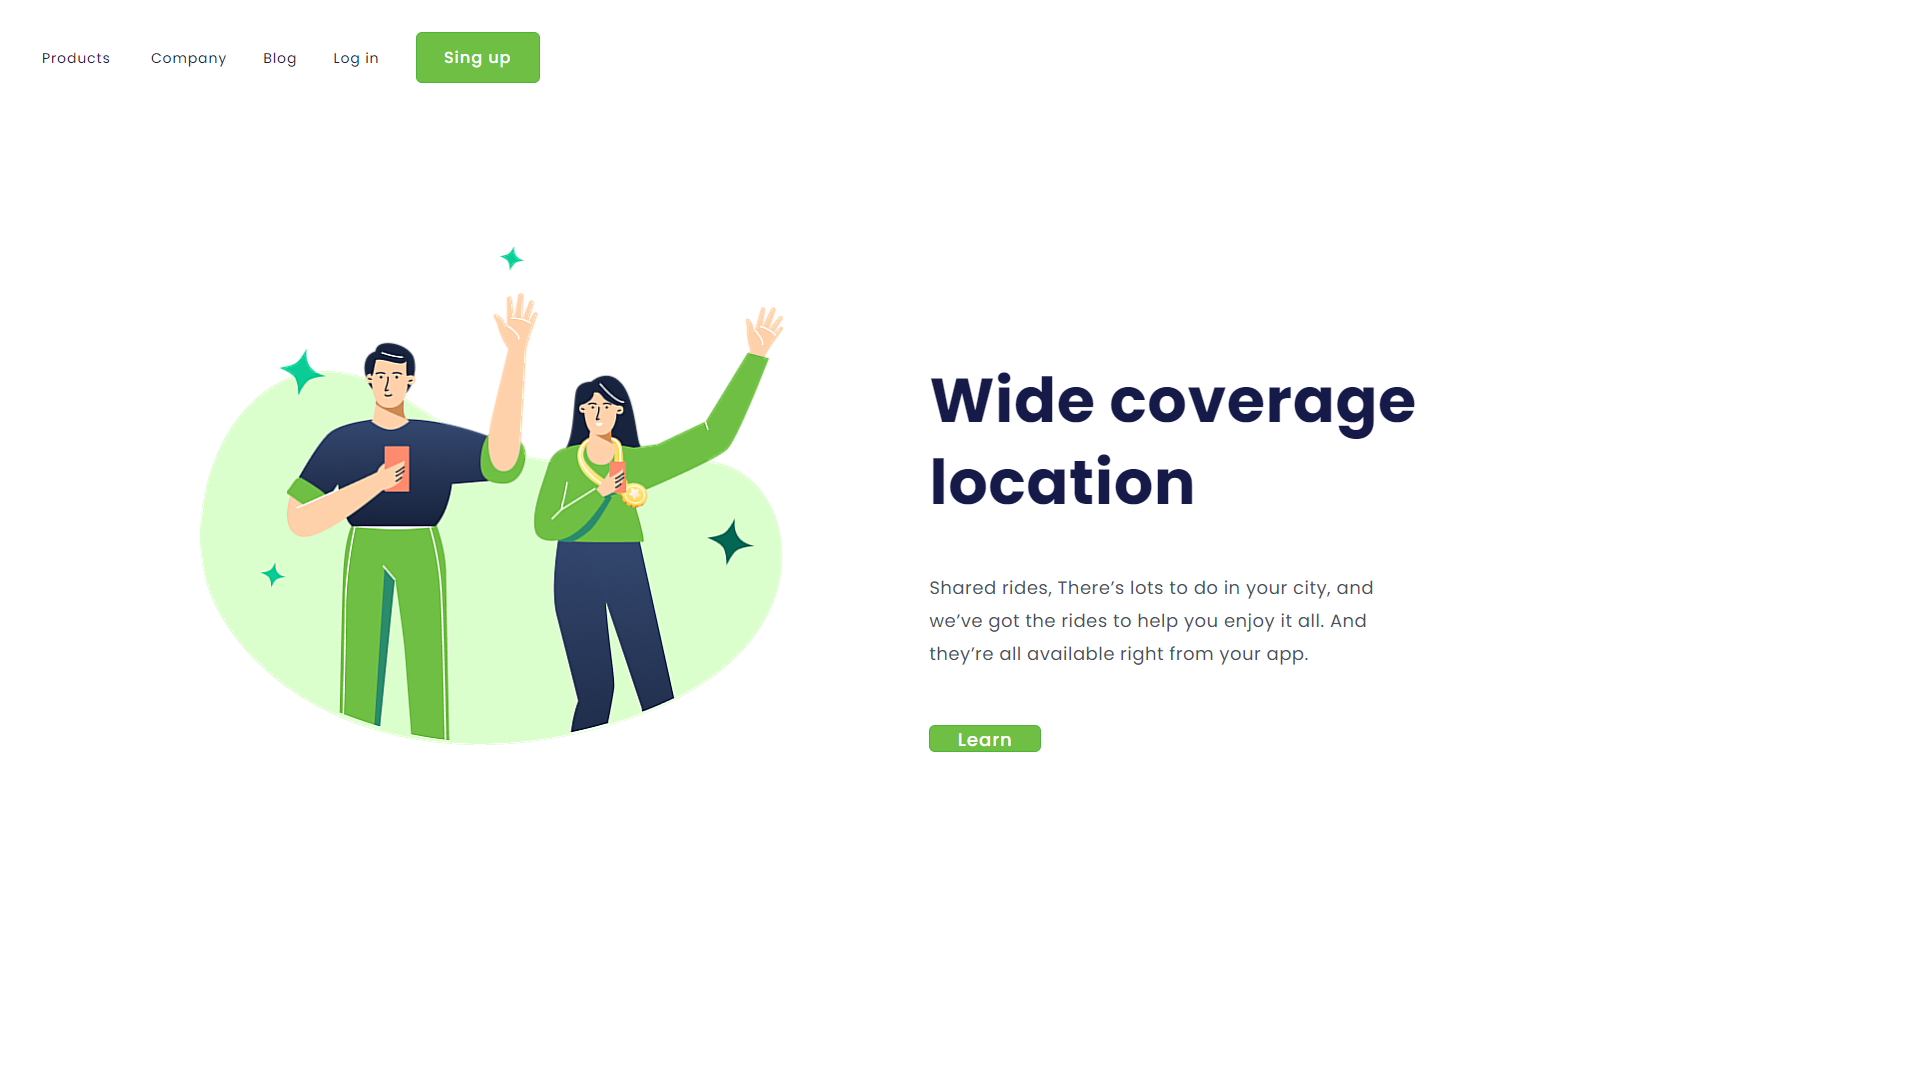 Products Company Blog Log in Sing up
Wide coverage
location
Shared rides, There’s lots to do in your city, and
we’ve got the rides to help you enjoy it all. And
they’re all available right from your app.
Learn